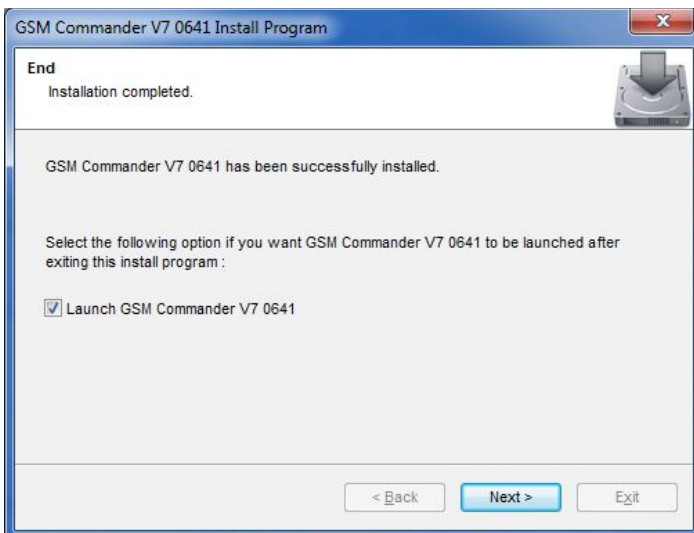 GSM Commander V7 0641 Install Program
End
Installation completed.
GSM Commander V7 0641 has been successfully installed.
Select the following option if you want GSM Commander V7 0641 to be launched after
exiting this install program :
Launch GSM Commander V7 0641
< Back
Next >
Exit